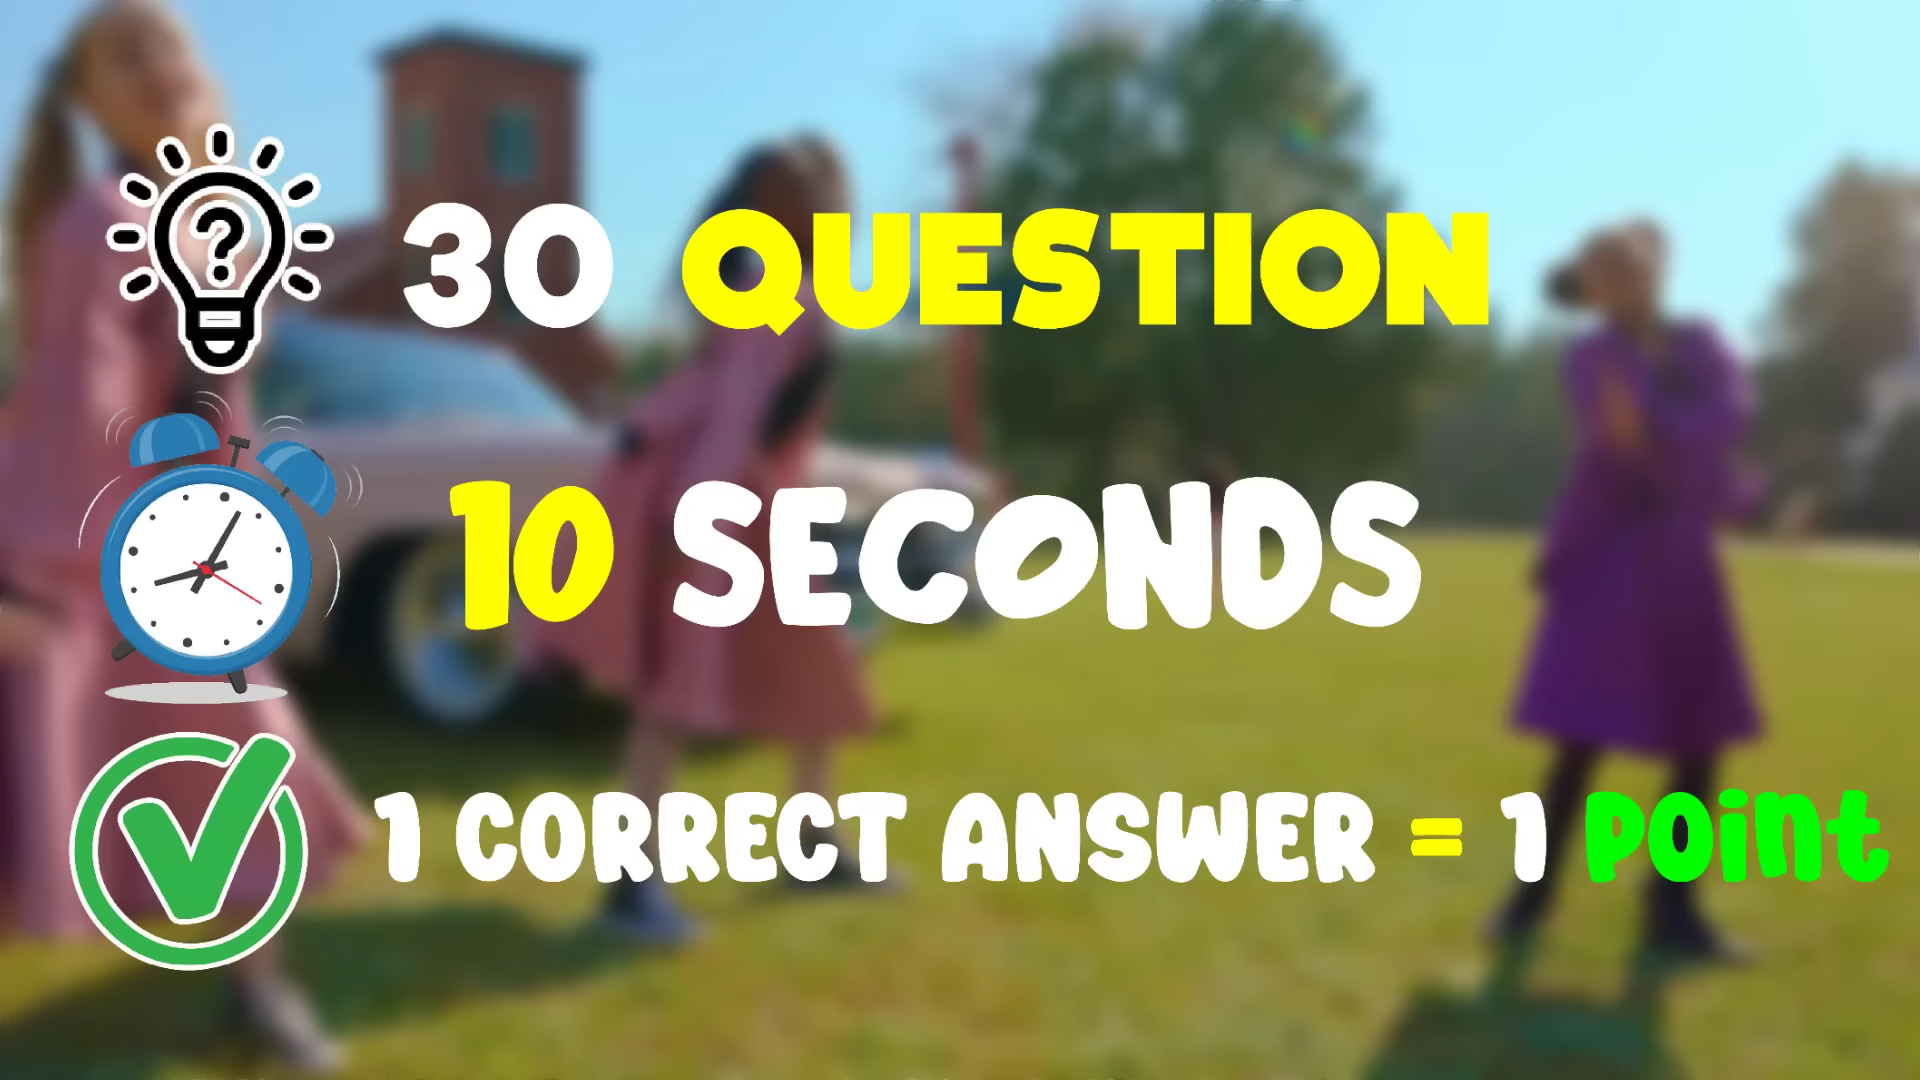 ?
30 QUESTION
10 SECONDS
1 CORRECT ANSWER = 1 point